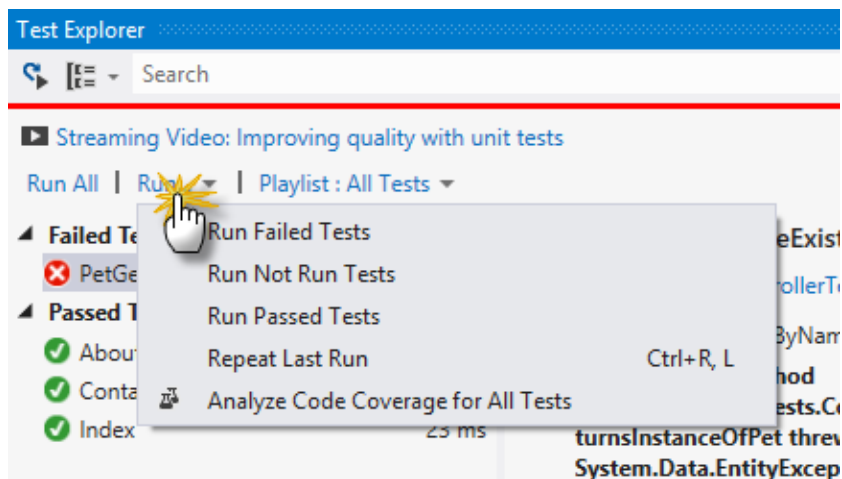 Test Explorer
Search
Streaming Video: Improving quality with unit tests
Run All | Run... | Playlist : All Tests
Failed Te
Run Failed Tests
eExist
PetGe
Run Not Run Tests
ollerTe
Passed T
Run Passed Tests
ByNam
Abou
Repeat Last Run Ctrl+R, L
hod
Conta
Analyze Code Coverage for All Tests
ests.Co
Index 23 ms
turnsInstanceOfPet threw
System.Data.EntityExcep